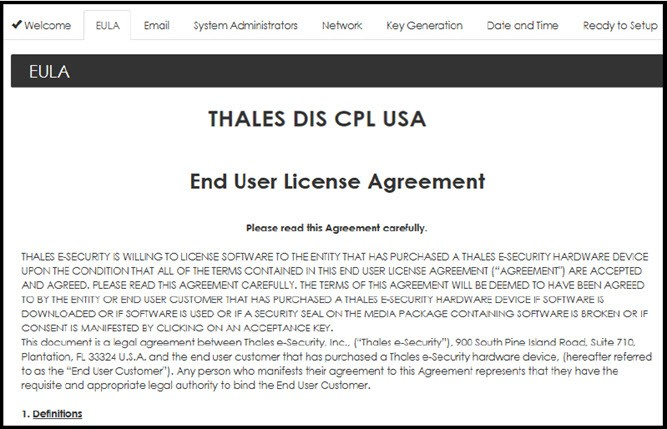 ✔ Welcome EULA Email System Administrators Network Key Generation Date and Time Ready to Setup
EULA
THALES DIS CPL USA
End User License Agreement
Please read this Agreement carefully.
THALES E-SECURITY IS WILLING TO LICENSE SOFTWARE TO THE ENTITY THAT HAS PURCHASED A THALES E-SECURITY HARDWARE DEVICE
UPON THE CONDITION THAT ALL OF THE TERMS CONTAINED IN THIS END USER LICENSE AGREEMENT ("AGREEMENT") ARE ACCEPTED
AND AGREED. PLEASE READ THIS AGREEMENT CAREFULLY. THE TERMS OF THIS AGREEMENT WILL BE DEEMED TO HAVE BEEN AGREED
TO BY THE ENTITY OR END USER CUSTOMER THAT HAS PURCHASED A THALES E-SECURITY HARDWARE DEVICE IF SOFTWARE IS
DOWNLOADED OR IF SOFTWARE IS USED OR IF A SECURITY SEAL ON THE MEDIA PACKAGE CONTAINING SOFTWARE IS BROKEN OR IF
CONSENT IS MANIFESTED BY CLICKING ON AN ACCEPTANCE KEY.
This document is a legal agreement between Thales e-Security, Inc., ("Thales e-Security"), 900 South Pine Island Road, Suite 710,
Plantation, FL 33324 U.S.A. and the end user customer that has purchased a Thales e-Security hardware device, (hereafter referred
to as the "End User Customer"). Any person who manifests their agreement to this Agreement represents that they have the
requisite and appropriate legal authority to bind the End User Customer.
1. Definitions